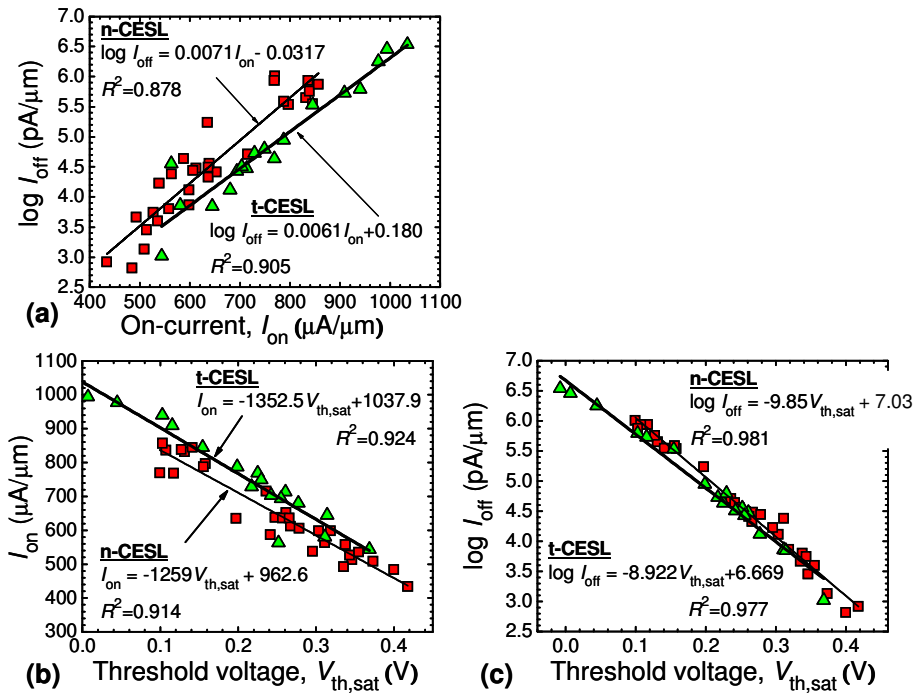 7.0
6.5
6.0
5.5
5.0
4.5
4.0
3.5
3.0
2.5
log I_off (pA/μm)
n-CESL
log I_off = 0.0071I_on- 0.0317
R²=0.878
t-CESL
log I_off = 0.0061I_on+0.180
R²=0.905
400 500 600 700 800 900 1000 1100
(a)
On-current, I_on (μA/μm)
1100
1000
900
800
700
600
500
400
300
I_on (μA/μm)
t-CESL
I_on = -1352.5V_th,sat+1037.9
R²=0.924
n-CESL
I_on = -1259V_th,sat + 962.6
R²=0.914
0.0 0.1 0.2 0.3 0.4
(b)
Threshold voltage, V_th,sat (V)
7.0
6.5
6.0
5.5
5.0
4.5
4.0
3.5
3.0
2.5
log I_off (pA/μm)
n-CESL
log I_off = -9.85V_th,sat + 7.03
R²=0.981
t-CESL
log I_off = -8.922V_th,sat+6.669
R²=0.977
0.0 0.1 0.2 0.3 0.4
(c)
Threshold voltage, V_th,sat (V)